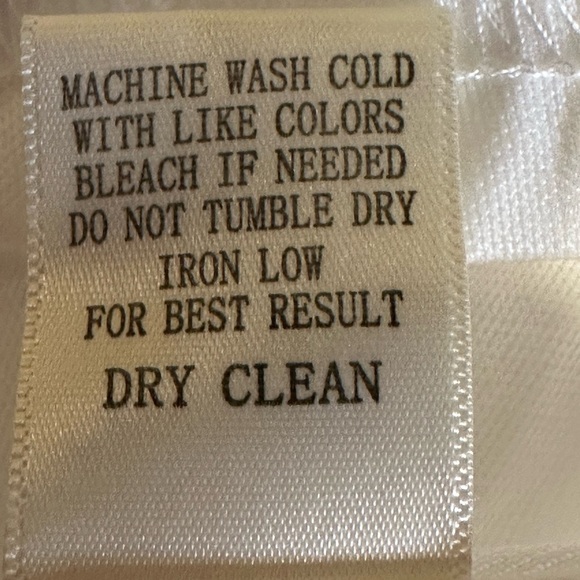 MACHINE WASH COLD
WITH LIKE COLORS
BLEACH IF NEEDED
DO NOT TUMBLE DRY
IRON LOW
FOR BEST RESULT
DRY CLEAN